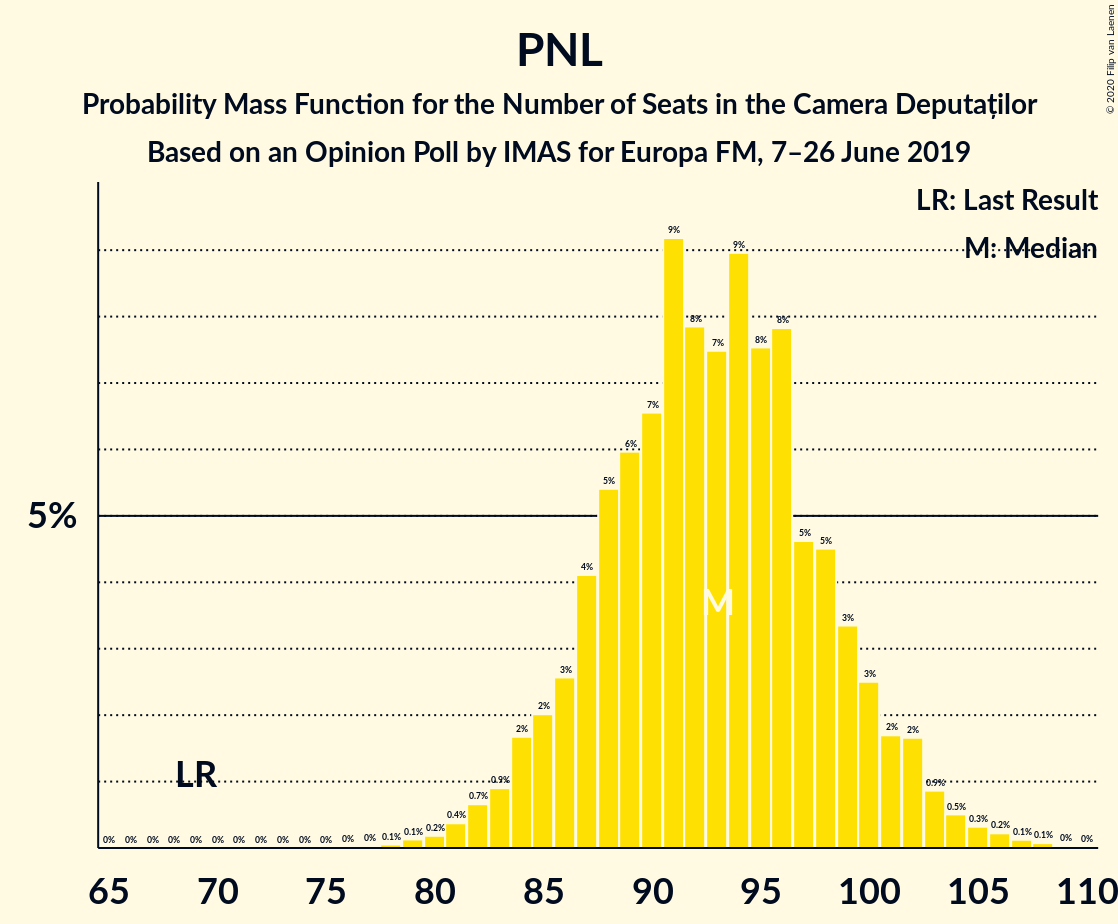 PNL
Probability Mass Function for the Number of Seats in the Camera Deputaților
Based on an Opinion Poll by IMAS for Europa FM, 7–26 June 2019
© 2020 Filip van Laenen
LR: Last Result
M: Median
5%
LR
M
0% 0% 0% 0% 0% 0% 0% 0% 0% 0% 0% 0% 0% 0.1% 0.1% 0.2% 0.4% 0.7% 0.9% 2% 2% 3% 4% 5% 6% 7% 9% 8% 7% 9% 8% 8% 5% 5% 3% 3% 2% 2% 0.9% 0.5% 0.3% 0.2% 0.1% 0.1% 0% 0%
65 70 75 80 85 90 95 100 105 110